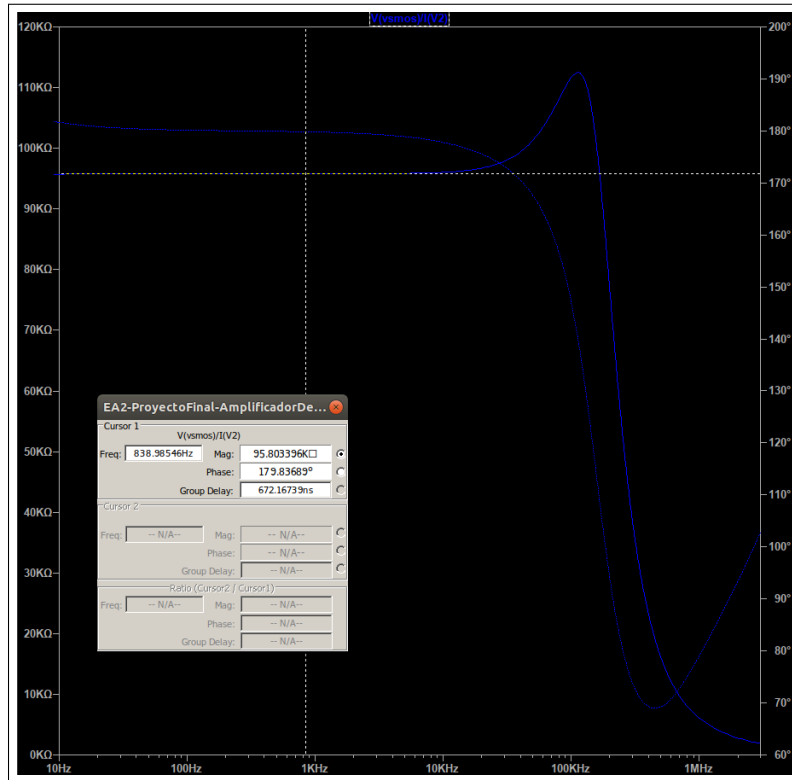 V(vsmos)/I(V2)
120KΩ
110KΩ
100KΩ
90KΩ
80KΩ
70KΩ
60KΩ
50KΩ
40KΩ
30KΩ
20KΩ
10KΩ
0KΩ
200°
190°
180°
170°
160°
150°
140°
130°
120°
110°
100°
90°
80°
70°
60°
EA2-ProyectoFinal-AmplificadorDe...
Cursor 1
V(vsmos)/I(V2)
Freq: 838.98546Hz Mag: 95.803396K□
Phase: 179.83689°
Group Delay: 672.16739ns
Cursor 2
Freq: -- N/A-- Mag: -- N/A--
Phase: -- N/A--
Group Delay: -- N/A--
Ratio (Cursor2 / Cursor1)
Freq: -- N/A-- Mag: -- N/A--
Phase: -- N/A--
Group Delay: -- N/A--
10Hz 100Hz 1KHz 10KHz 100KHz 1MHz